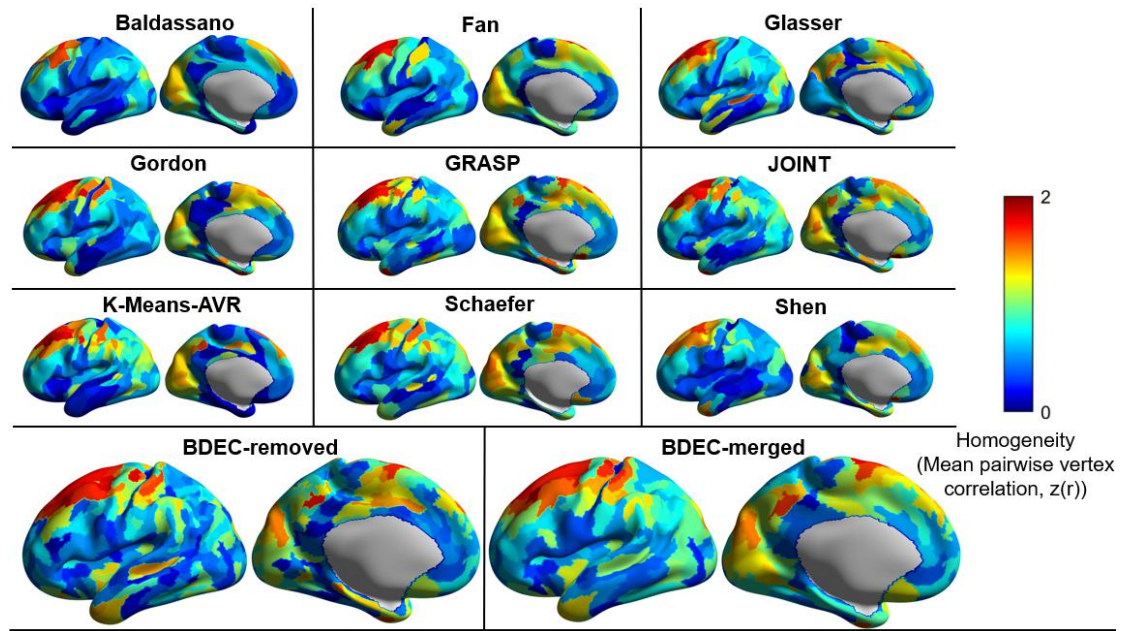 Baldassano
Fan
Glasser
Gordon
GRASP
JOINT
K-Means-AVR
Schaefer
Shen
BDEC-removed
BDEC-merged
2
0
Homogeneity
(Mean pairwise vertex
correlation, z(r))